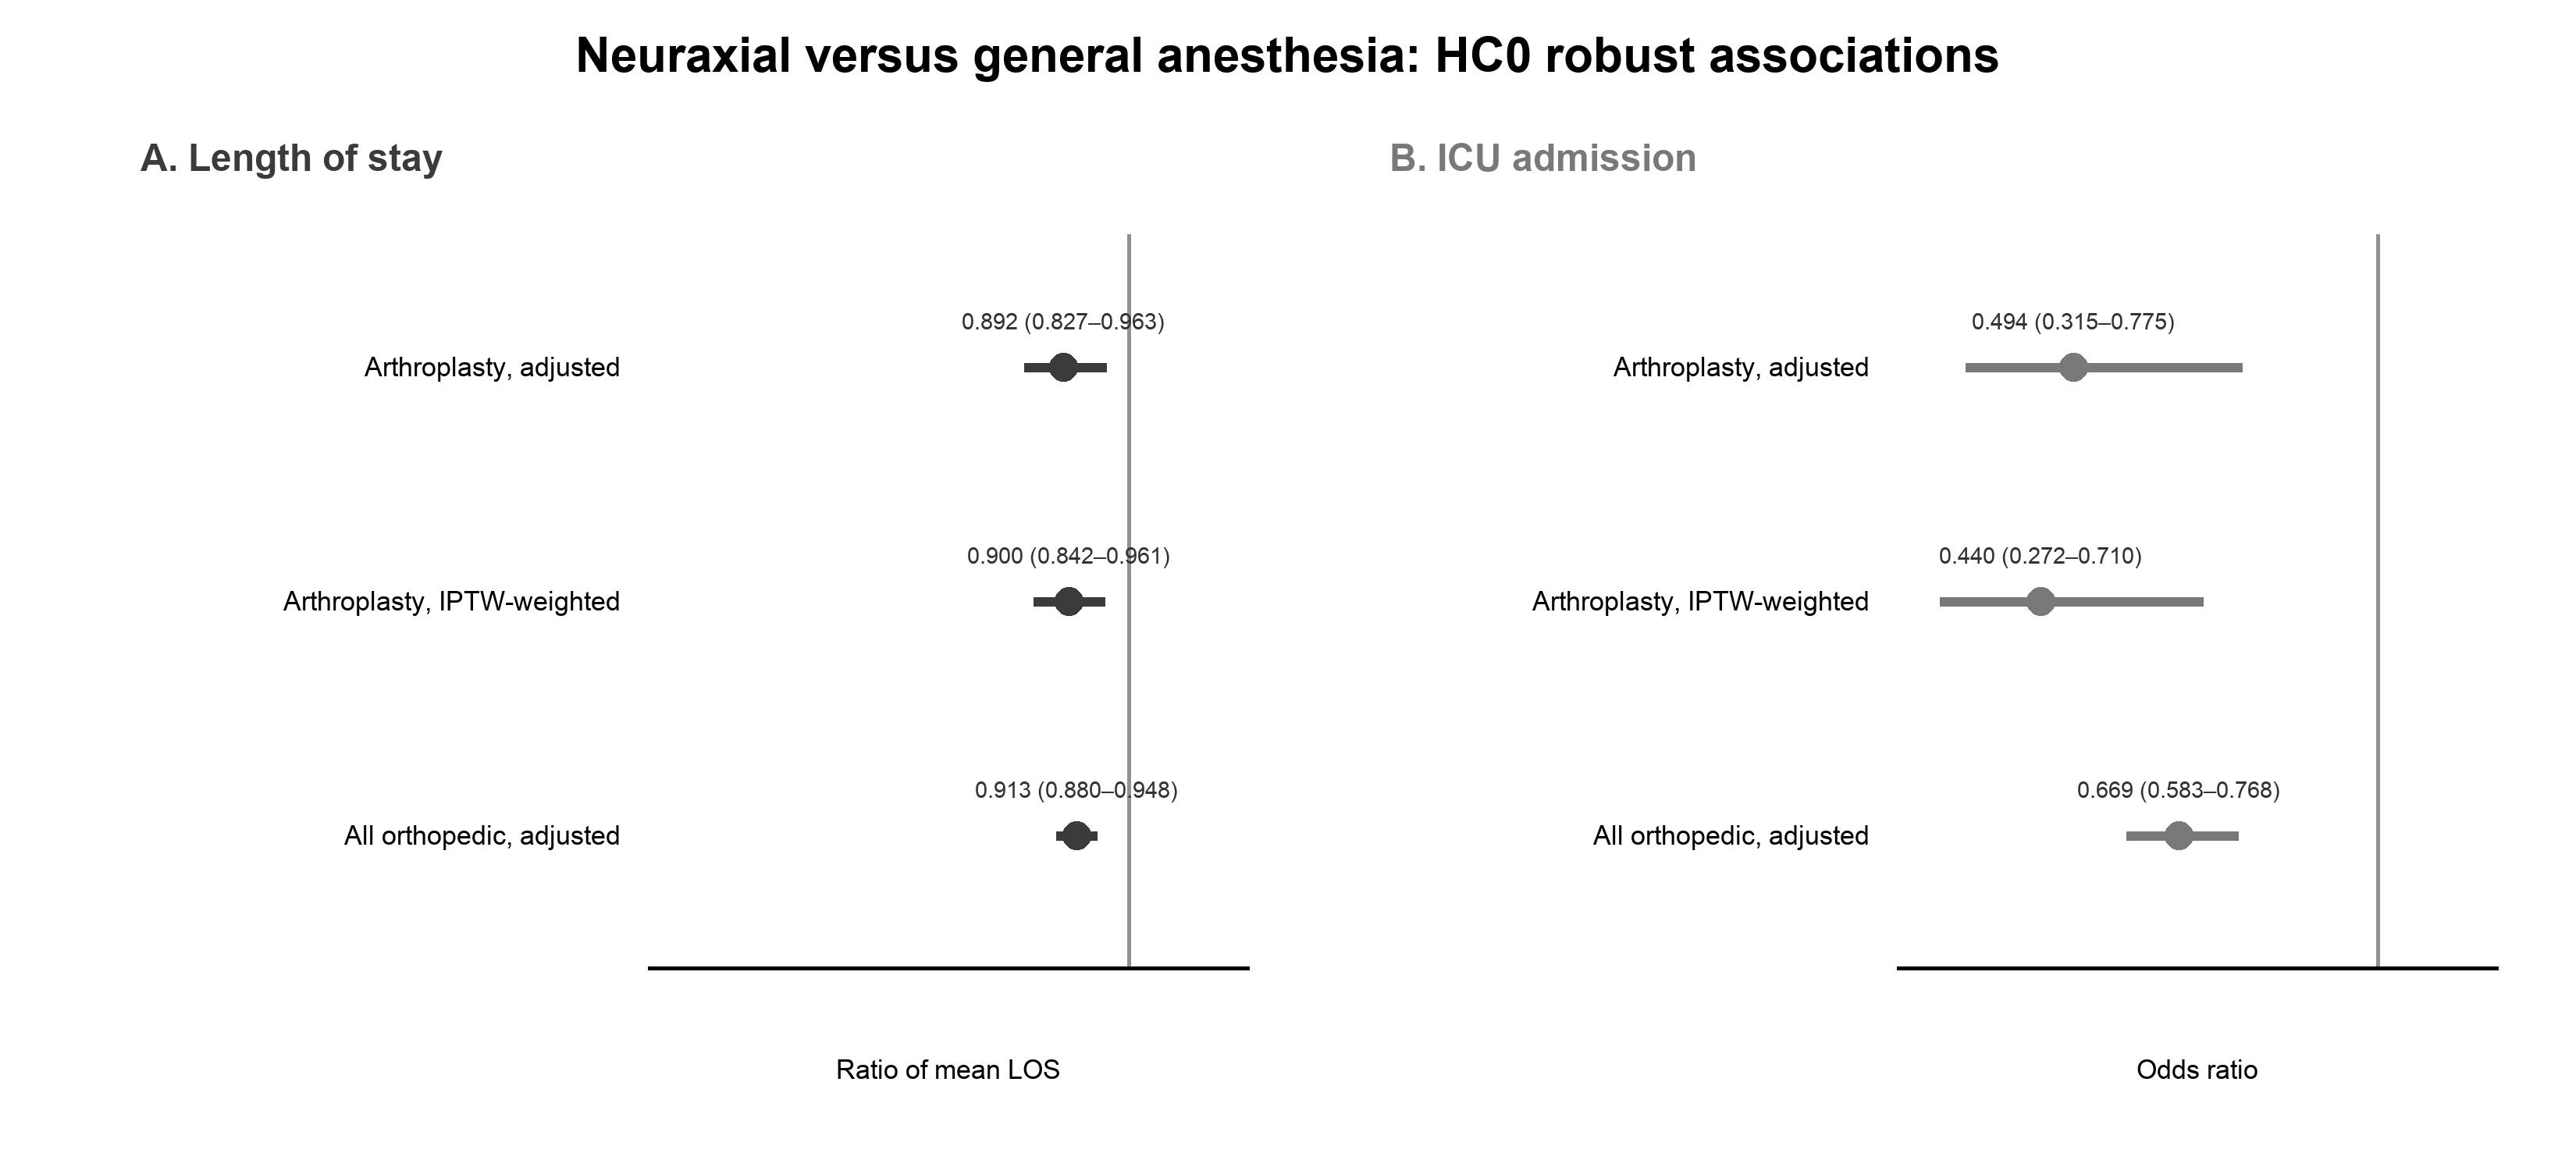 Neuraxial versus general anesthesia: HC0 robust associations
A. Length of stay
0.892 (0.827–0.963)
Arthroplasty, adjusted
0.900 (0.842–0.961)
Arthroplasty, IPTW-weighted
0.913 (0.880–0.948)
All orthopedic, adjusted
Ratio of mean LOS
B. ICU admission
0.494 (0.315–0.775)
Arthroplasty, adjusted
0.440 (0.272–0.710)
Arthroplasty, IPTW-weighted
0.669 (0.583–0.768)
All orthopedic, adjusted
Odds ratio